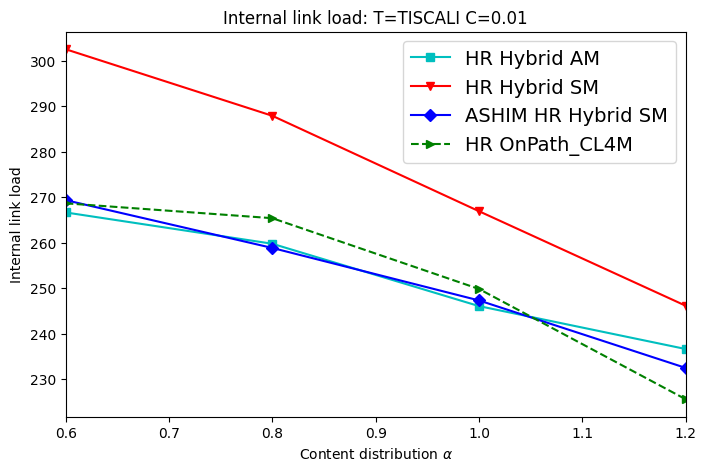 Internal link load: T=TISCALI C=0.01
HR Hybrid AM
HR Hybrid SM
ASHIM HR Hybrid SM
HR OnPath_CL4M
Internal link load
300
290
280
270
260
250
240
230
0.6 0.7 0.8 0.9 1.0 1.1 1.2
Content distribution α